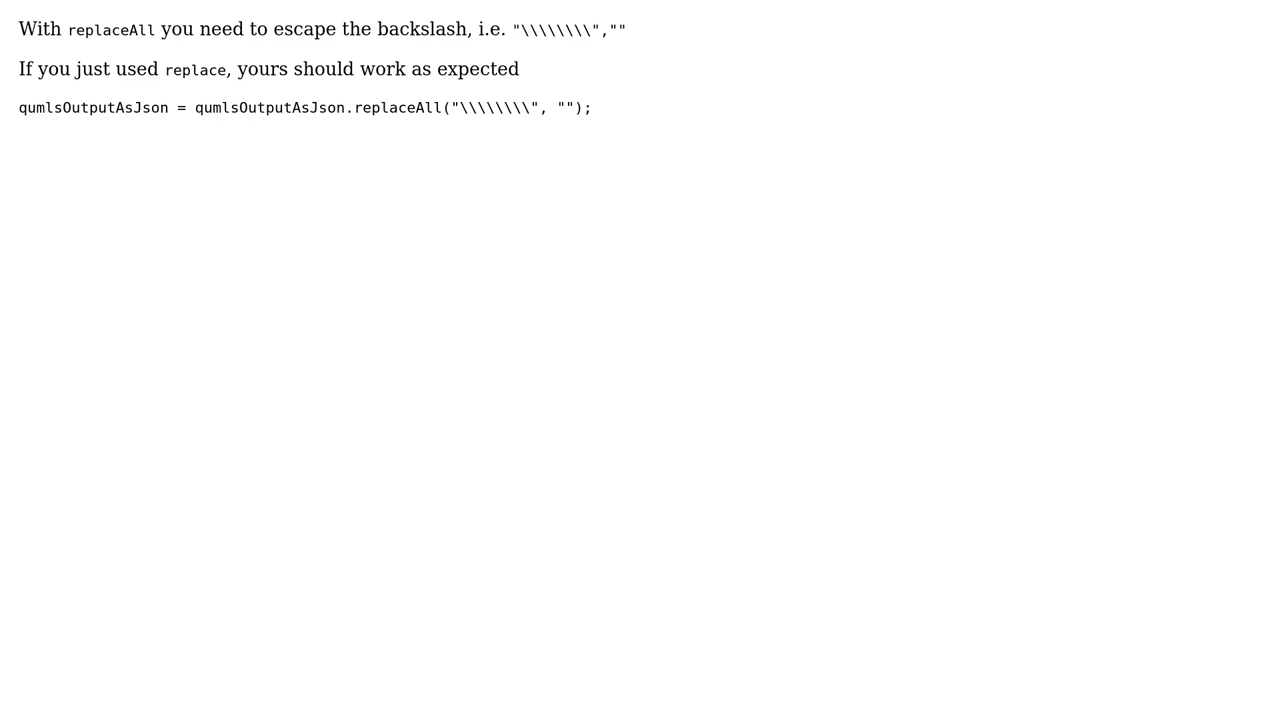 With replaceAll you need to escape the backslash, i.e. "\\\\\\\\",""
If you just used replace, yours should work as expected
qumlsOutputAsJson = qumlsOutputAsJson.replaceAll("\\\\\\\\", "");